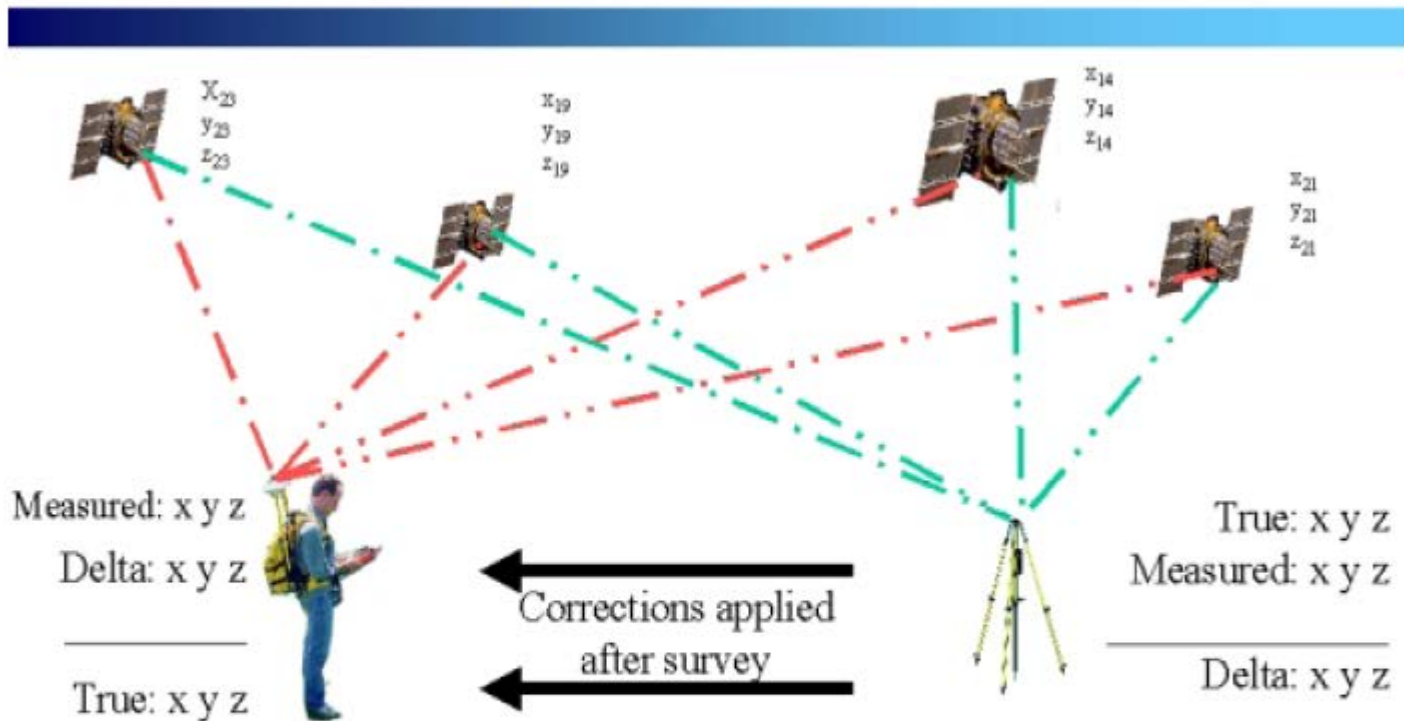 X₂₃
y₂₃
z₂₃
x₁₉
y₁₉
z₁₉
x₁₄
y₁₄
z₁₄
x₂₁
y₂₁
z₂₁
Measured: x y z
Delta: x y z
True: x y z
Corrections applied
after survey
True: x y z
Measured: x y z
Delta: x y z